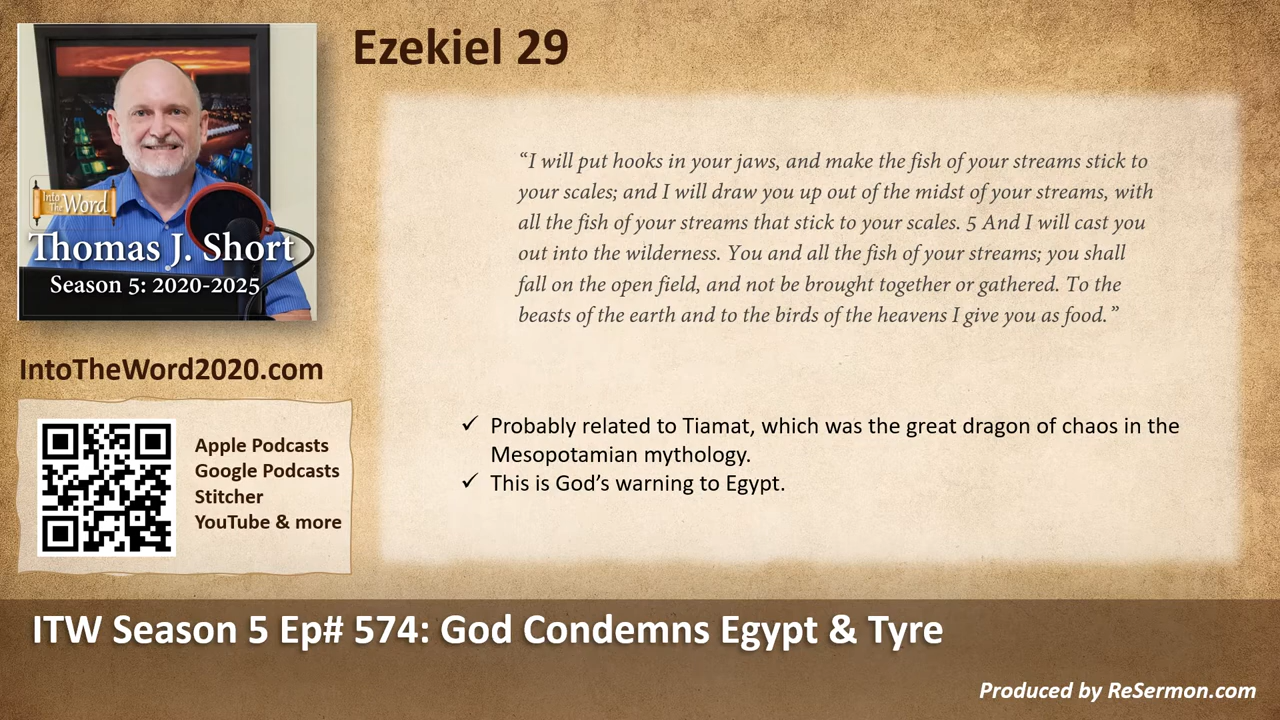 Into
The Word
Thomas J. Short
Season 5: 2020-2025
IntoTheWord2020.com
Apple Podcasts
Google Podcasts
Stitcher
YouTube & more
Ezekiel 29
“I will put hooks in your jaws, and make the fish of your streams stick to
your scales; and I will draw you up out of the midst of your streams, with
all the fish of your streams that stick to your scales. 5 And I will cast you
out into the wilderness. You and all the fish of your streams; you shall
fall on the open field, and not be brought together or gathered. To the
beasts of the earth and to the birds of the heavens I give you as food.”
✓ Probably related to Tiamat, which was the great dragon of chaos in the
Mesopotamian mythology.
✓ This is God’s warning to Egypt.
ITW Season 5 Ep# 574: God Condemns Egypt & Tyre
Produced by ReSermon.com